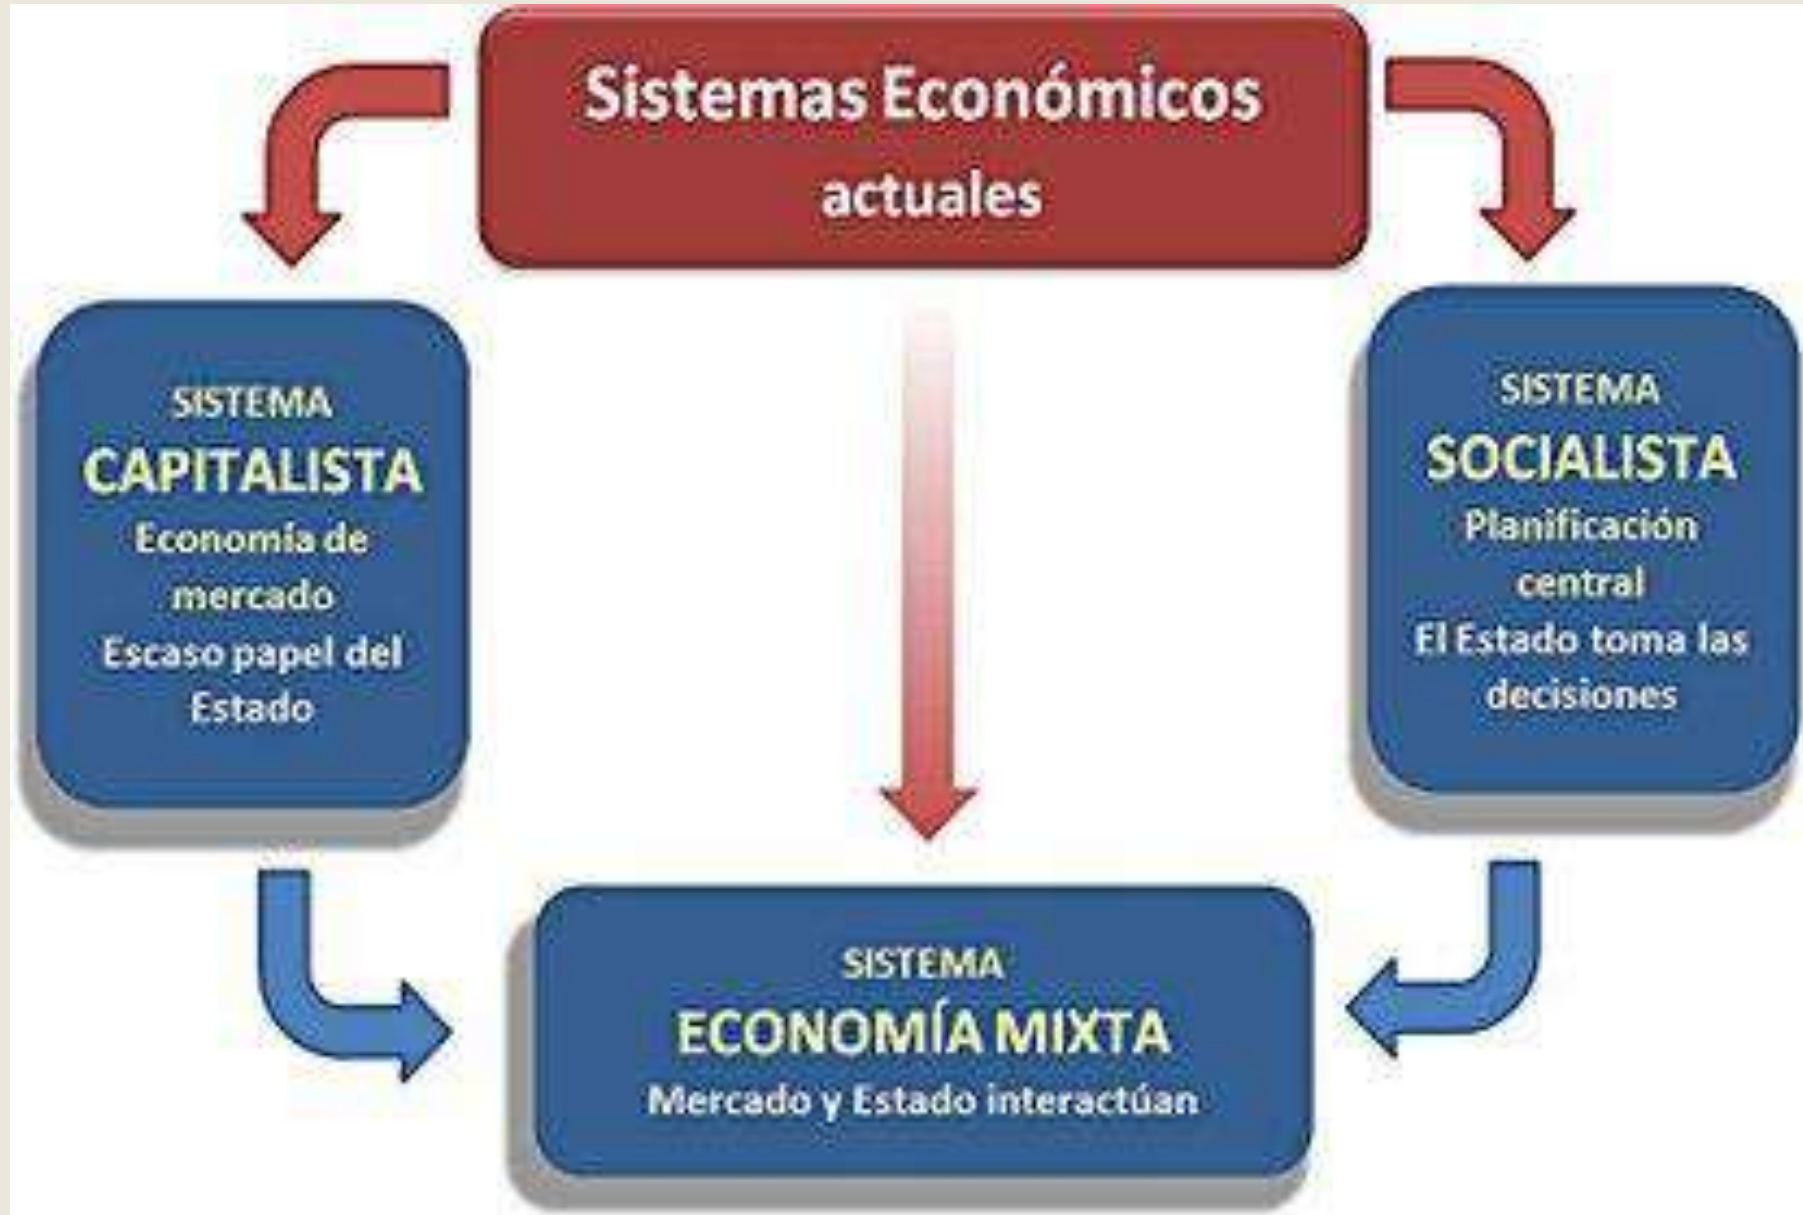 Sistemas Económicos
actuales
SISTEMA
CAPITALISTA
Economía de
mercado
Escaso papel del
Estado
SISTEMA
SOCIALISTA
Planificación
central
El Estado toma las
decisiones
SISTEMA
ECONOMÍA MIXTA
Mercado y Estado interactúan